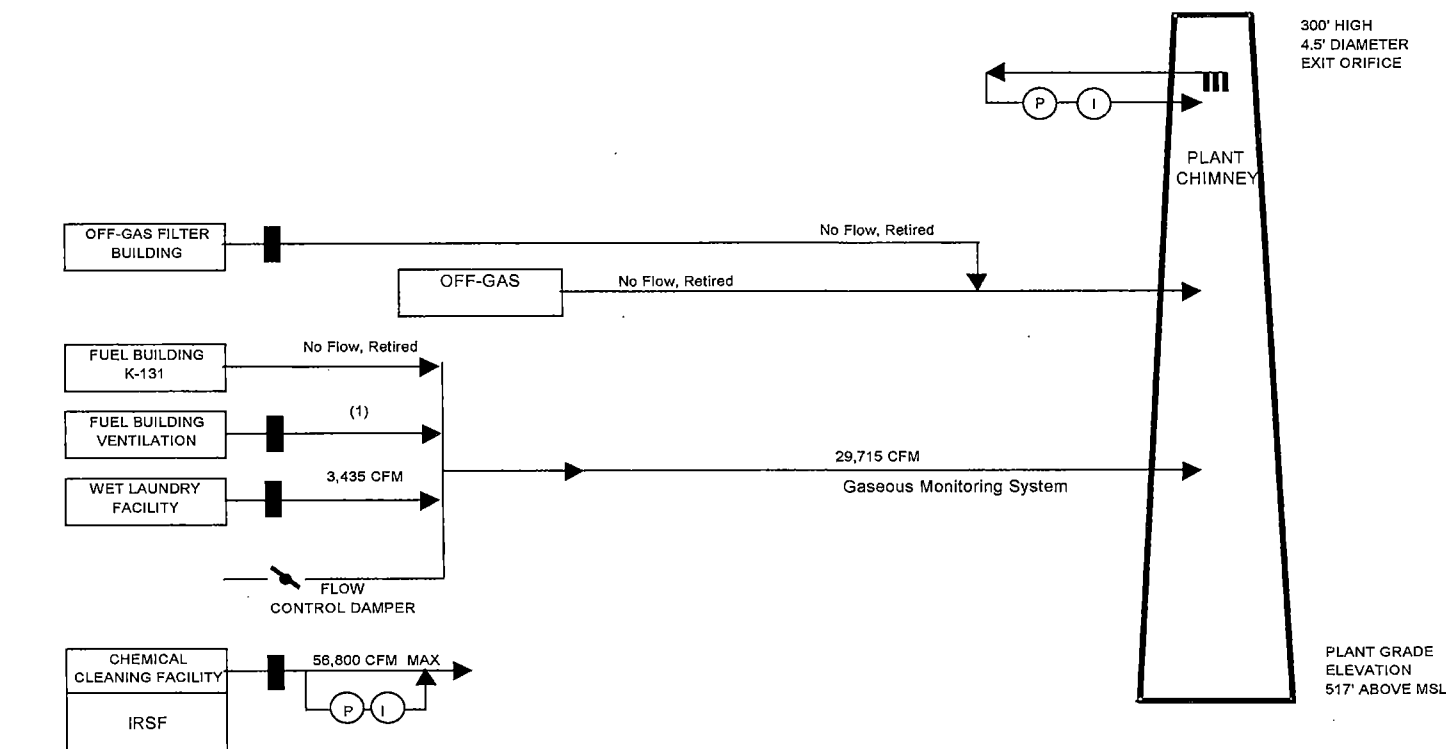 300' HIGH
4.5' DIAMETER
EXIT ORIFICE
P
I
PLANT
CHIMNEY
OFF-GAS FILTER
BUILDING
No Flow, Retired
OFF-GAS
No Flow, Retired
FUEL BUILDING
K-131
No Flow, Retired
FUEL BUILDING
VENTILATION
(1)
WET LAUNDRY
FACILITY
3,435 CFM
29,715 CFM
Gaseous Monitoring System
FLOW
CONTROL DAMPER
CHEMICAL
CLEANING FACILITY
56,800 CFM MAX
P
I
IRSF
PLANT GRADE
ELEVATION
517' ABOVE MSL